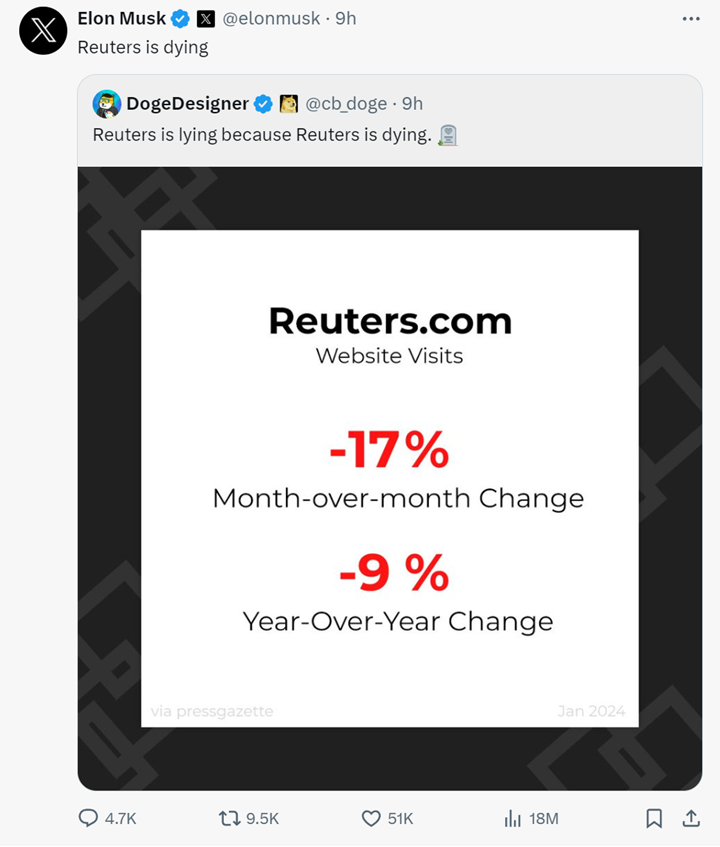 Elon Musk @elonmusk · 9h
Reuters is dying
DogeDesigner @cb_doge · 9h
Reuters is lying because Reuters is dying.
Reuters.com
Website Visits
-17%
Month-over-month Change
-9 %
Year-Over-Year Change
via pressgazette Jan 2024
4.7K 9.5K 51K 18M